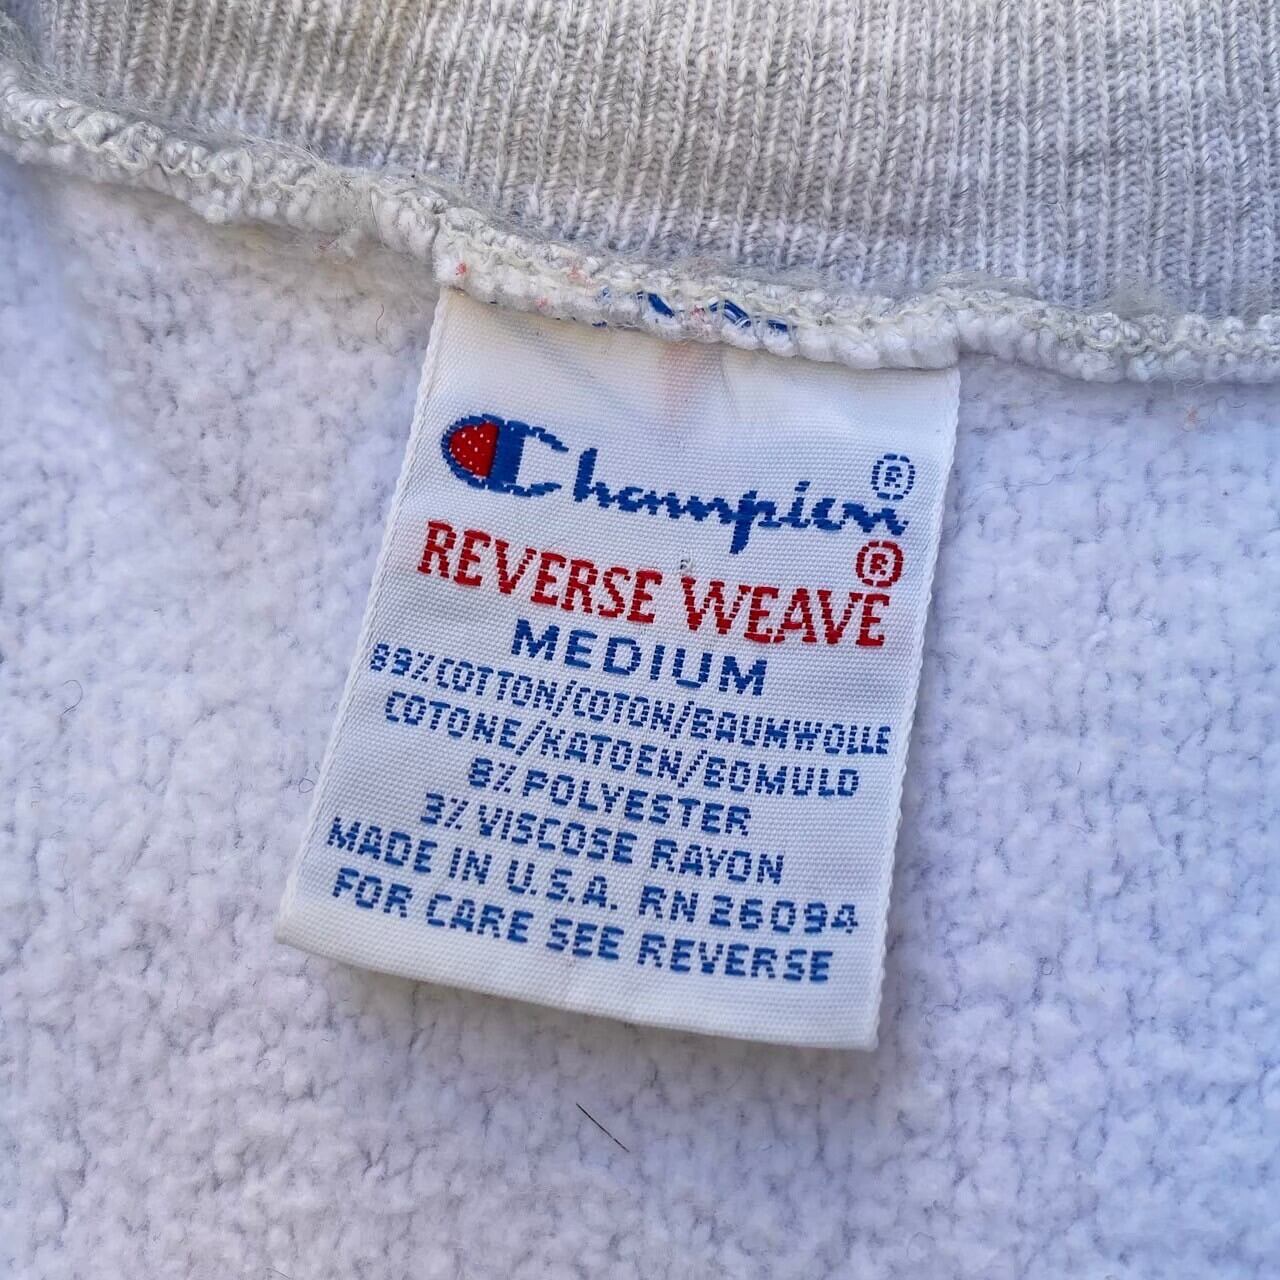 Champion®
REVERSE WEAVE®
MEDIUM
89% COTTON/COTON/BAUMWOLLE
COTONE/KATOEN/BOMULD
8% POLYESTER
3% VISCOSE RAYON
MADE IN U.S.A. RN 26094
FOR CARE SEE REVERSE